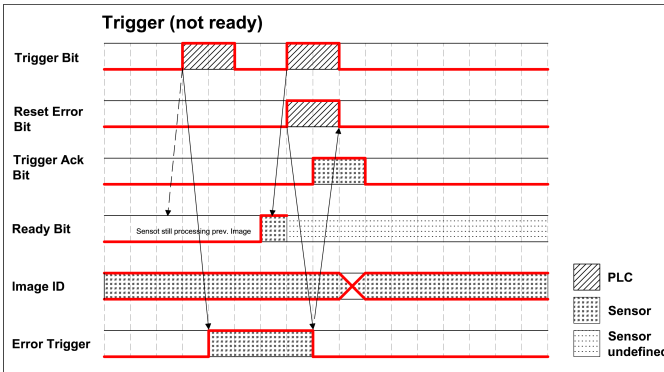 Trigger (not ready)
Trigger Bit
Reset Error
Bit
Trigger Ack
Bit
Ready Bit
Sensot still processing prev. Image
Image ID
Error Trigger
PLC
Sensor
Sensor
undefined